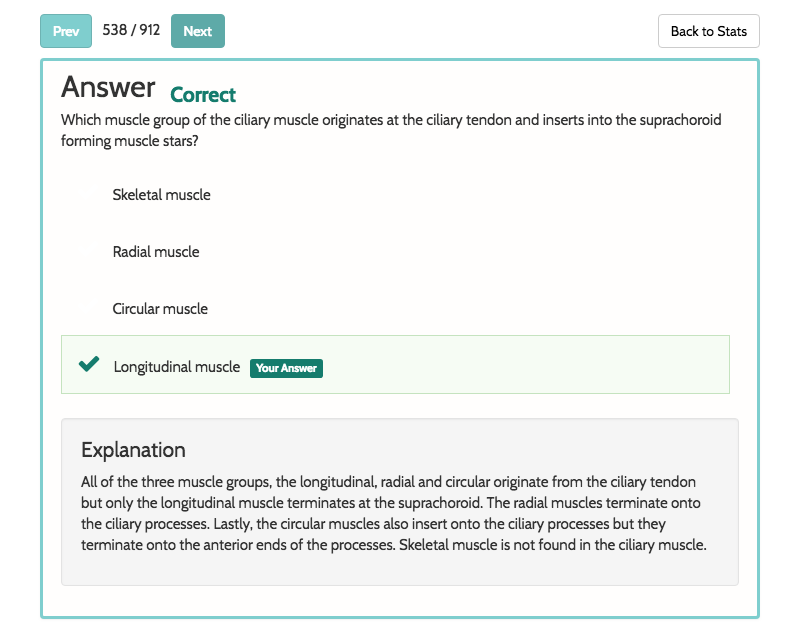 Prev 538 / 912 Next Back to Stats
Answer Correct
Which muscle group of the ciliary muscle originates at the ciliary tendon and inserts into the suprachoroid
forming muscle stars?
Skeletal muscle
Radial muscle
Circular muscle
Longitudinal muscle Your Answer
Explanation
All of the three muscle groups, the longitudinal, radial and circular originate from the ciliary tendon
but only the longitudinal muscle terminates at the suprachoroid. The radial muscles terminate onto
the ciliary processes. Lastly, the circular muscles also insert onto the ciliary processes but they
terminate onto the anterior ends of the processes. Skeletal muscle is not found in the ciliary muscle.